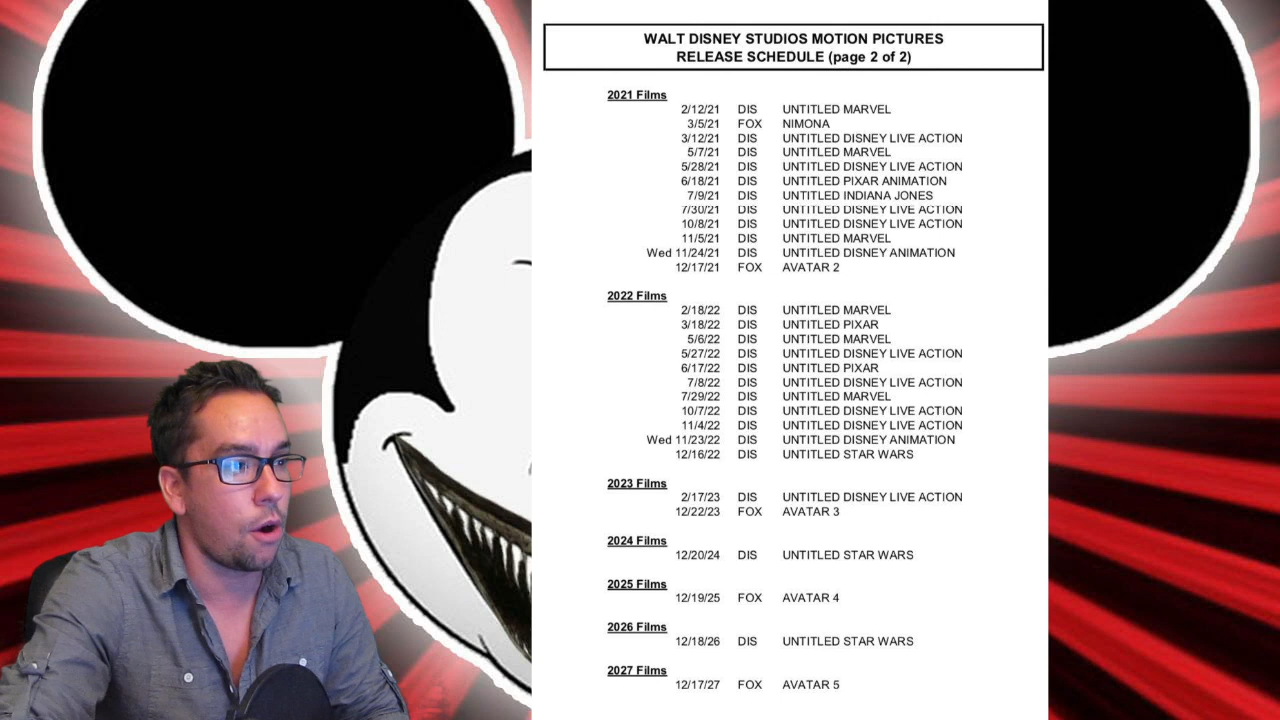 WALT DISNEY STUDIOS MOTION PICTURES
RELEASE SCHEDULE (page 2 of 2)
2021 Films
2/12/21 DIS UNTITLED MARVEL
3/5/21 FOX NIMONA
3/12/21 DIS UNTITLED DISNEY LIVE ACTION
5/7/21 DIS UNTITLED MARVEL
5/28/21 DIS UNTITLED DISNEY LIVE ACTION
6/18/21 DIS UNTITLED PIXAR ANIMATION
7/9/21 DIS UNTITLED INDIANA JONES
7/30/21 DIS UNTITLED DISNEY LIVE ACTION
10/8/21 DIS UNTITLED DISNEY LIVE ACTION
11/5/21 DIS UNTITLED MARVEL
Wed 11/24/21 DIS UNTITLED DISNEY ANIMATION
12/17/21 FOX AVATAR 2
2022 Films
2/18/22 DIS UNTITLED MARVEL
3/18/22 DIS UNTITLED PIXAR
5/6/22 DIS UNTITLED MARVEL
5/27/22 DIS UNTITLED DISNEY LIVE ACTION
6/17/22 DIS UNTITLED PIXAR
7/8/22 DIS UNTITLED DISNEY LIVE ACTION
7/29/22 DIS UNTITLED MARVEL
10/7/22 DIS UNTITLED DISNEY LIVE ACTION
11/4/22 DIS UNTITLED DISNEY LIVE ACTION
Wed 11/23/22 DIS UNTITLED DISNEY ANIMATION
12/16/22 DIS UNTITLED STAR WARS
2023 Films
2/17/23 DIS UNTITLED DISNEY LIVE ACTION
12/22/23 FOX AVATAR 3
2024 Films
12/20/24 DIS UNTITLED STAR WARS
2025 Films
12/19/25 FOX AVATAR 4
2026 Films
12/18/26 DIS UNTITLED STAR WARS
2027 Films
12/17/27 FOX AVATAR 5